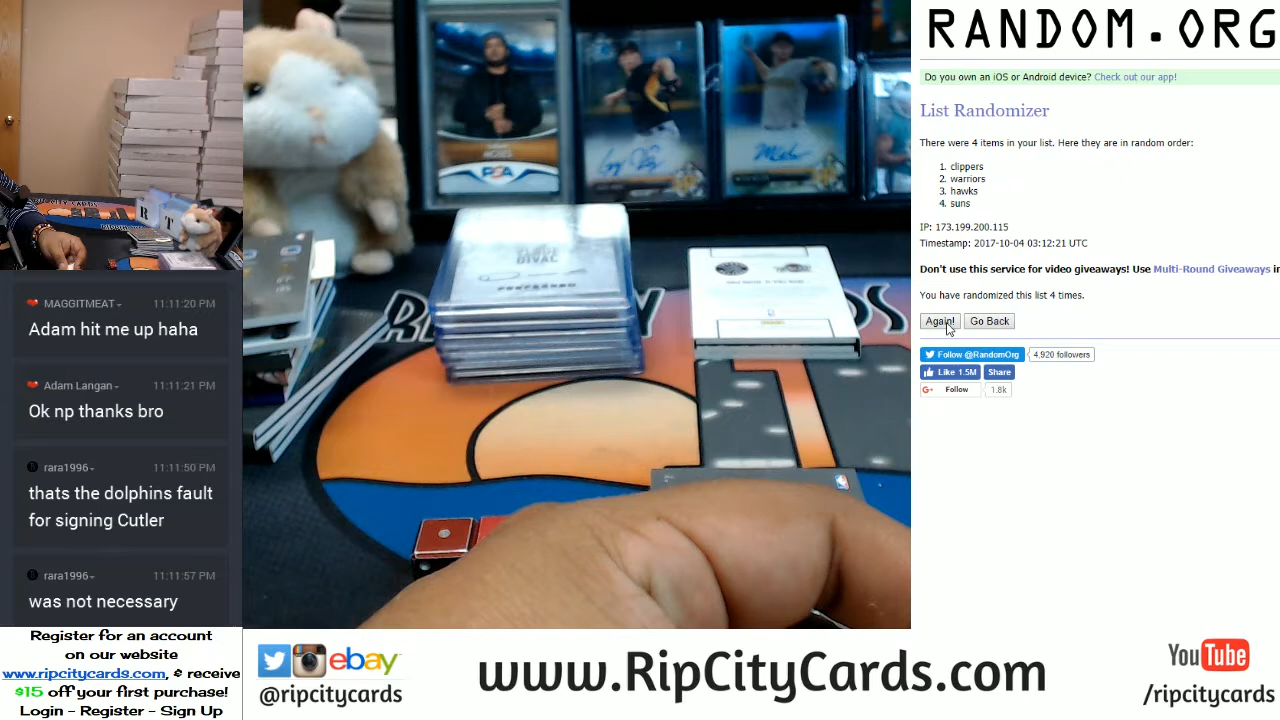 MAGGITMEAT 11:11:20 PM
Adam hit me up haha
Adam Langan 11:11:21 PM
Ok np thanks bro
rara1996 11:11:50 PM
thats the dolphins fault
for signing Cutler
rara1996 11:11:57 PM
was not necessary
Register for an account
on our website
www.ripcitycards.com, & receive
$15 off your first purchase!
Login - Register - Sign Up
R T
PSA
DIVAC
RANDOM.ORG
Do you own an iOS or Android device? Check out our app!
List Randomizer
There were 4 items in your list. Here they are in random order:
1. clippers
2. warriors
3. hawks
4. suns
IP: 173.199.200.115
Timestamp: 2017-10-04 03:12:21 UTC
Don't use this service for video giveaways! Use Multi-Round Giveaways in
You have randomized this list 4 times.
Again! Go Back
Follow @RandomOrg 4,920 followers
Like 1.5M Share
G+ Follow 1.8k
ebay
@ripcitycards
www.RipCityCards.com
YouTube
/ripcitycards